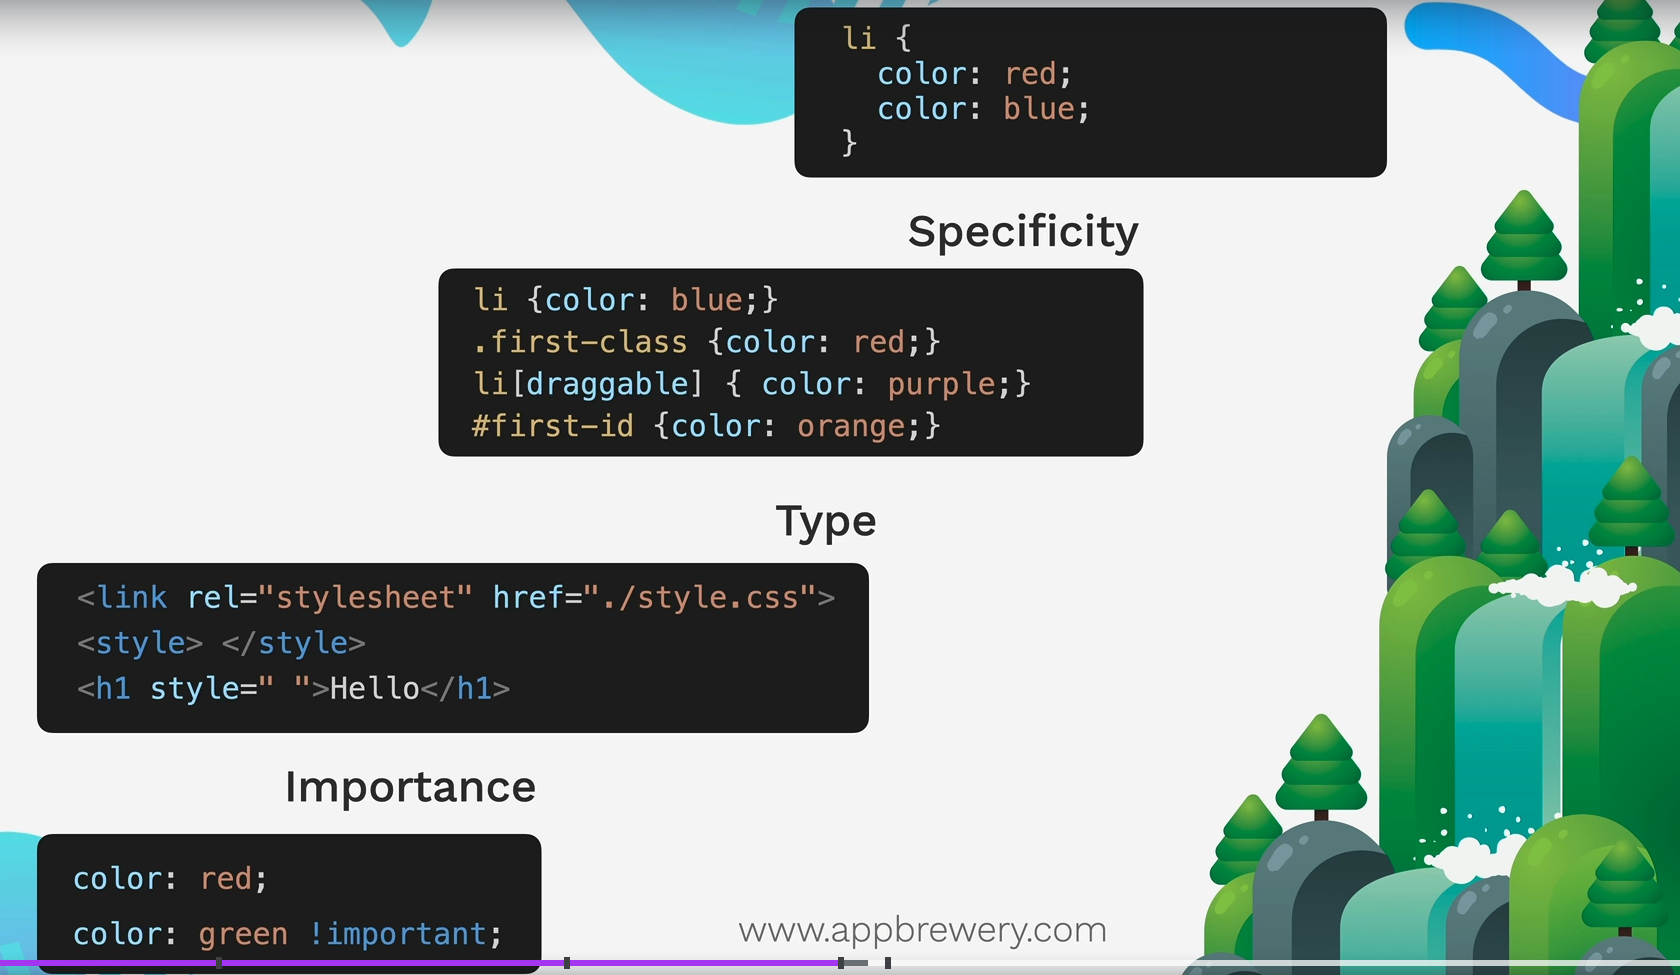 li {
  color: red;
  color: blue;
}
Specificity
li {color: blue;}
.first-class {color: red;}
li[draggable] { color: purple;}
#first-id {color: orange;}
Type
<link rel="stylesheet" href="./style.css">
<style> </style>
<h1 style=" ">Hello</h1>
Importance
color: red;
color: green !important;
www.appbrewery.com